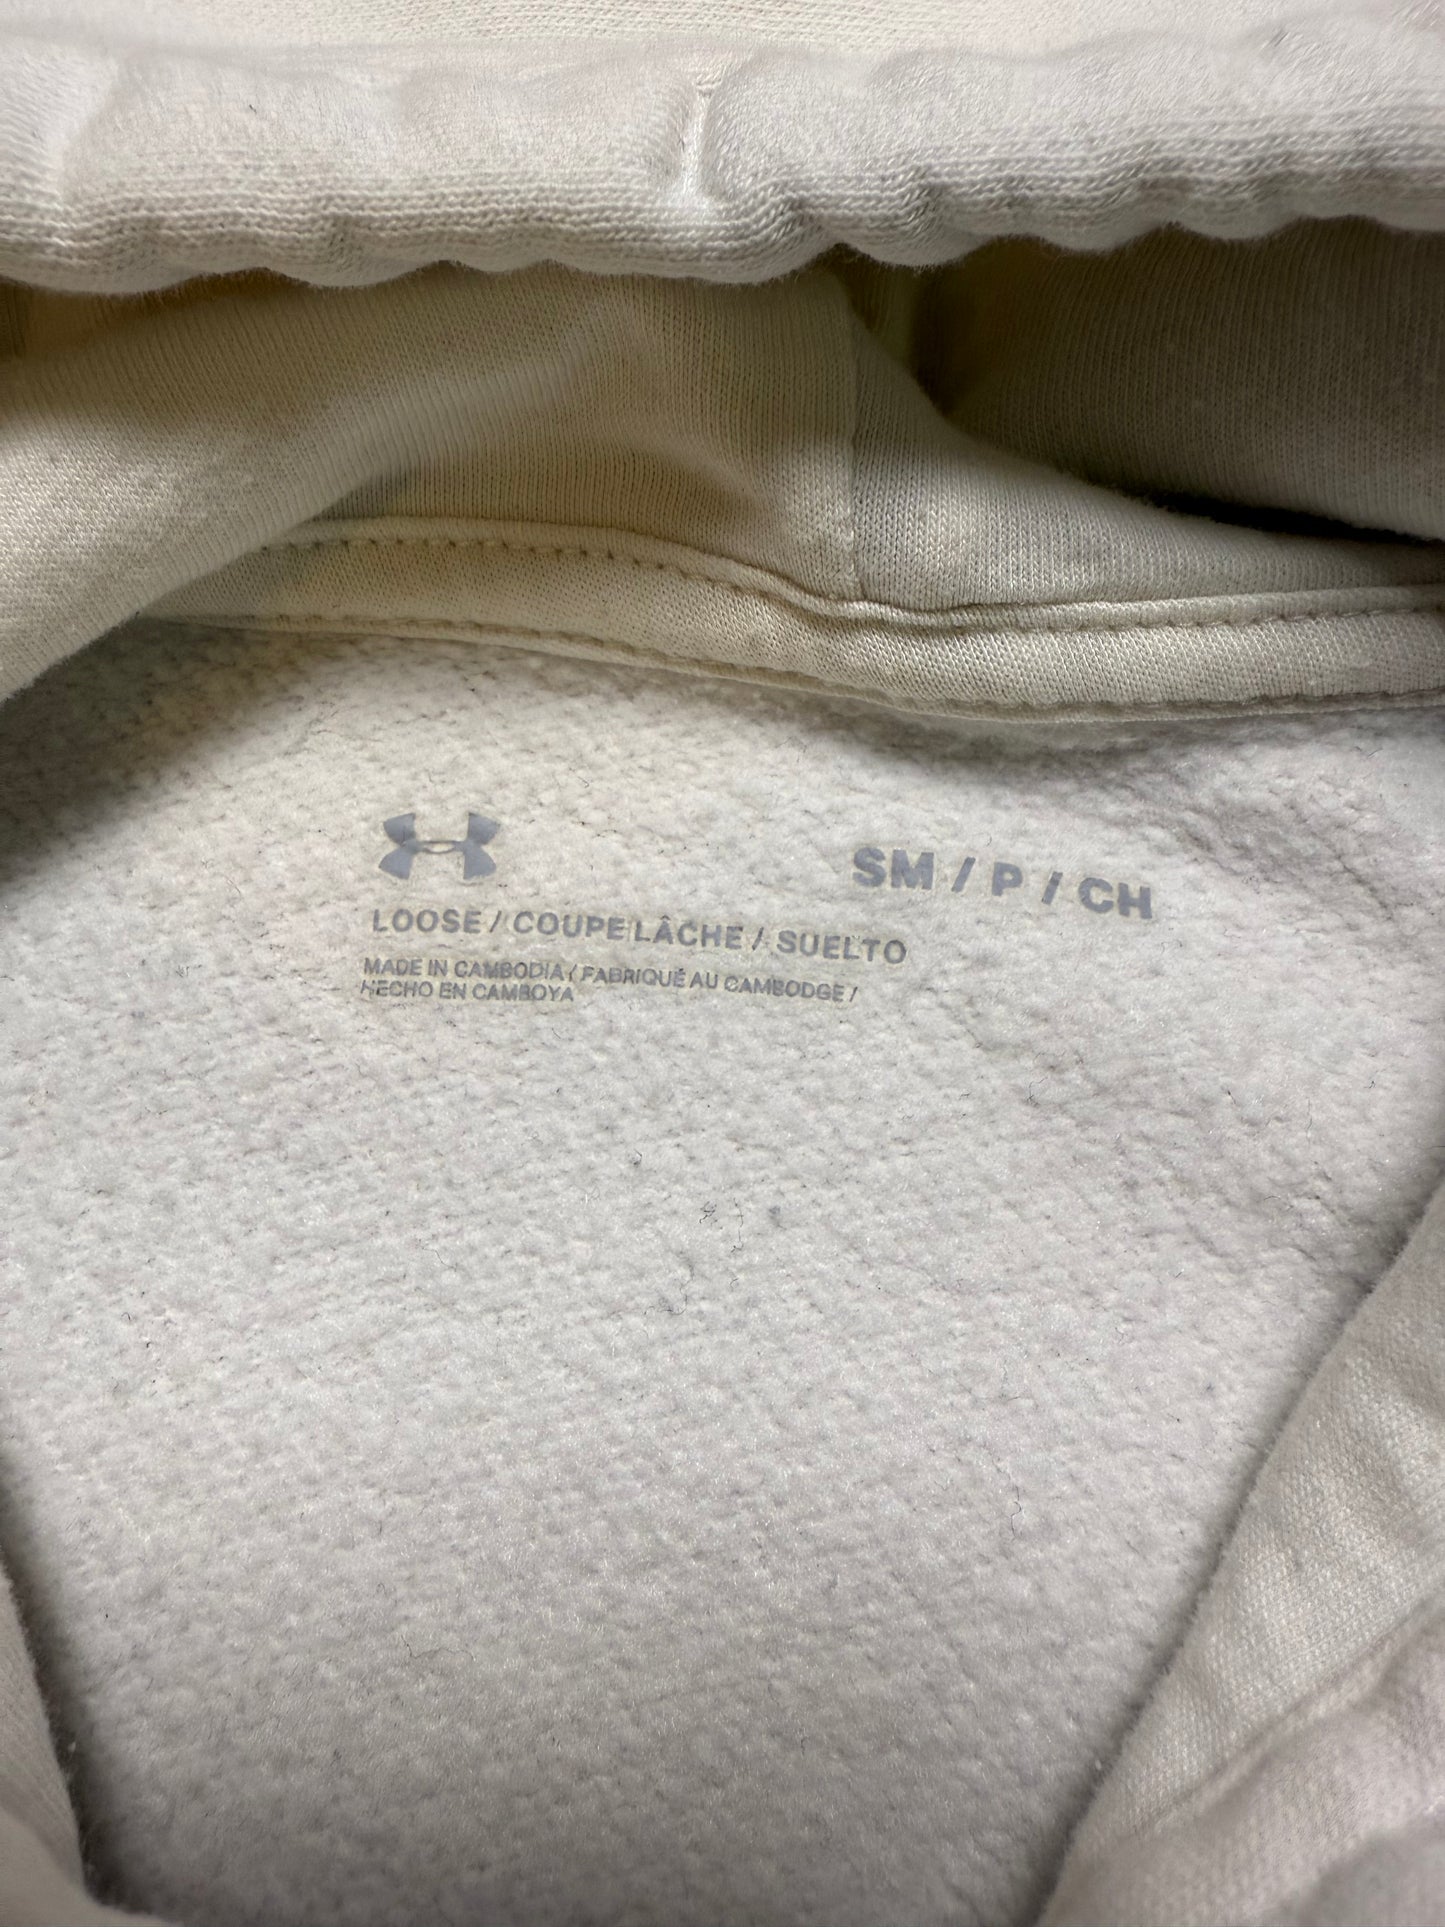 SM / P / CH
LOOSE / COUPE LÂCHE / SUELTO
MADE IN CAMBODIA / FABRIQUÉ AU CAMBODGE /
HECHO EN CAMBOYA